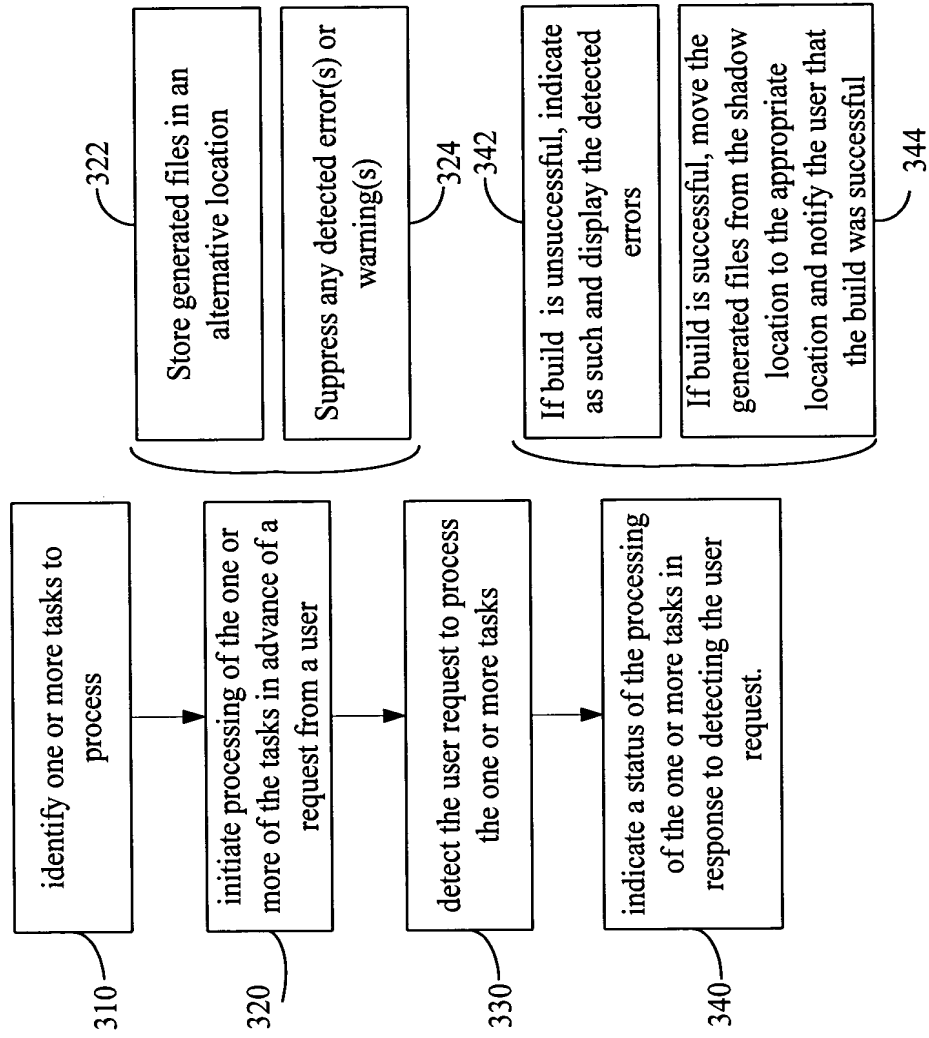 310
identify one or more tasks to
process
320
initiate processing of the one or
more of the tasks in advance of a
request from a user
322
Store generated files in an
alternative location
Suppress any detected error(s) or
warning(s)
324
330
detect the user request to process
the one or more tasks
340
indicate a status of the processing
of the one or more tasks in
response to detecting the user
request.
342
If build is unsuccessful, indicate
as such and display the detected
errors
If build is successful, move the
generated files from the shadow
location to the appropriate
location and notify the user that
the build was successful
344